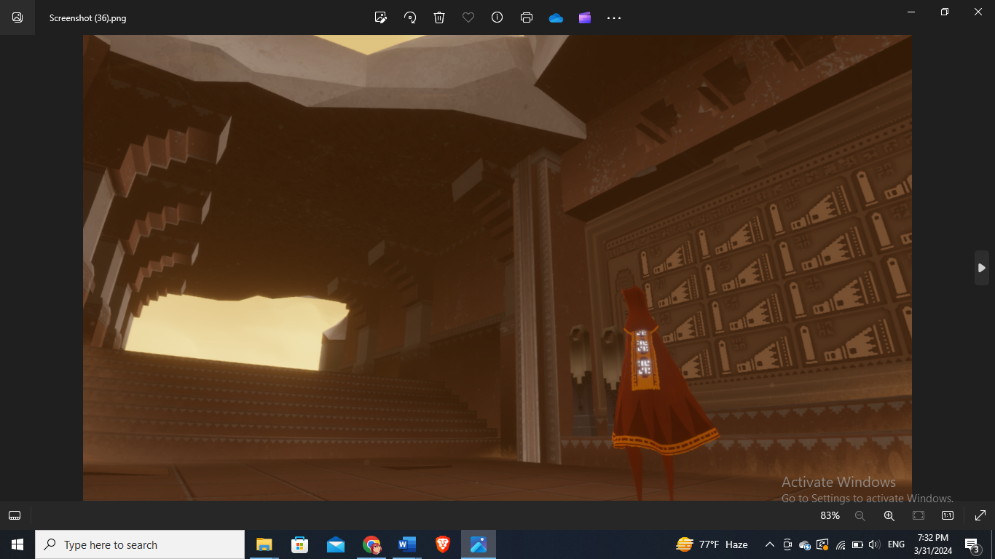 Screenshot (36).png
Activate Windows
Go to Settings to activate Windows.
83%
Type here to search
77°F Haze
ENG
7:32 PM
3/31/2024
3